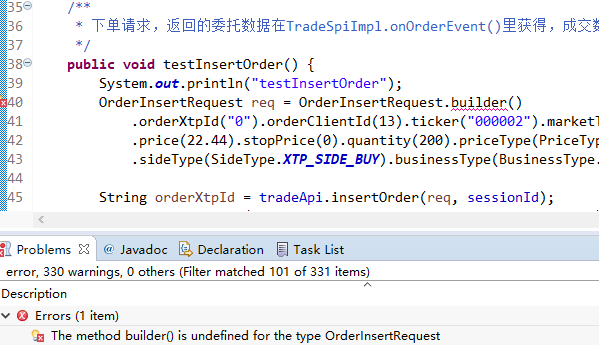 35 /**
36 * 下单请求，返回的委托数据在TradeSpiImpl.onOrderEvent()里获得，成交数
37 */
38 public void testInsertOrder() {
39 System.out.println("testInsertOrder");
40 OrderInsertRequest req = OrderInsertRequest.builder()
41 .orderXtpId("0").orderClientId(13).ticker("000002").marketT
42 .price(22.44).stopPrice(0).quantity(200).priceType(PriceTyp
43 .sideType(SideType.XTP_SIDE_BUY).businessType(BusinessType.
44
45 String orderXtpId = tradeApi.insertOrder(req, sessionId);
Problems @ Javadoc Declaration Task List
error, 330 warnings, 0 others (Filter matched 101 of 331 items)
Description
Errors (1 item)
The method builder() is undefined for the type OrderInsertRequest